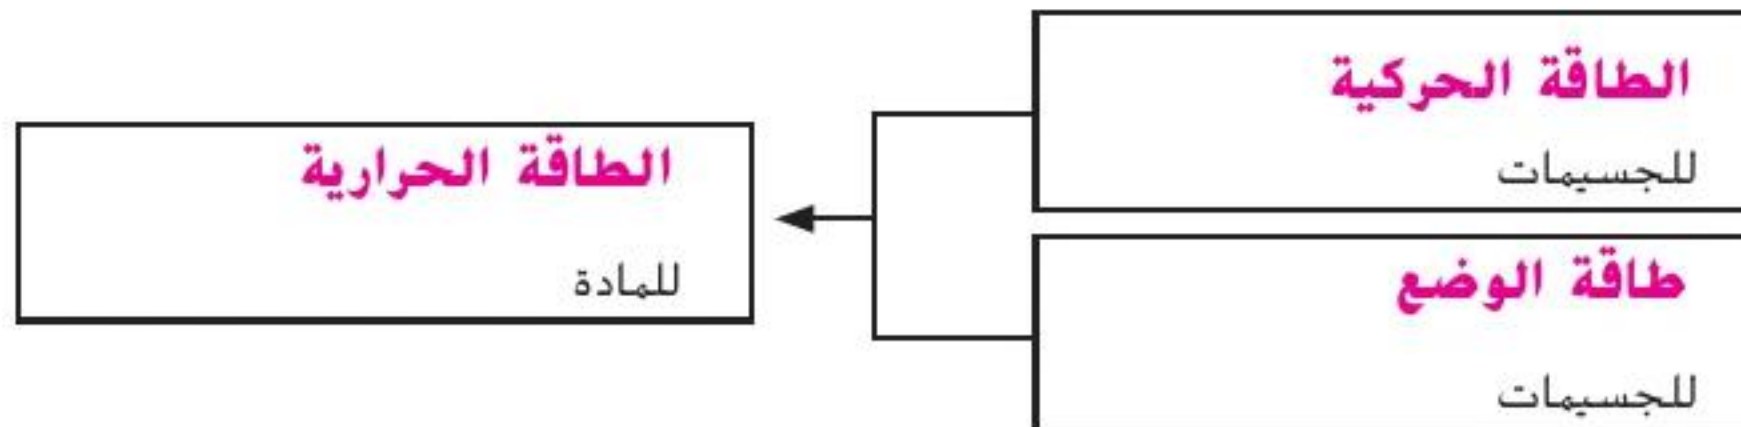 الطاقة الحركية
للجسيمات
طاقة الوضع
للجسيمات
الطاقة الحرارية
للمادة